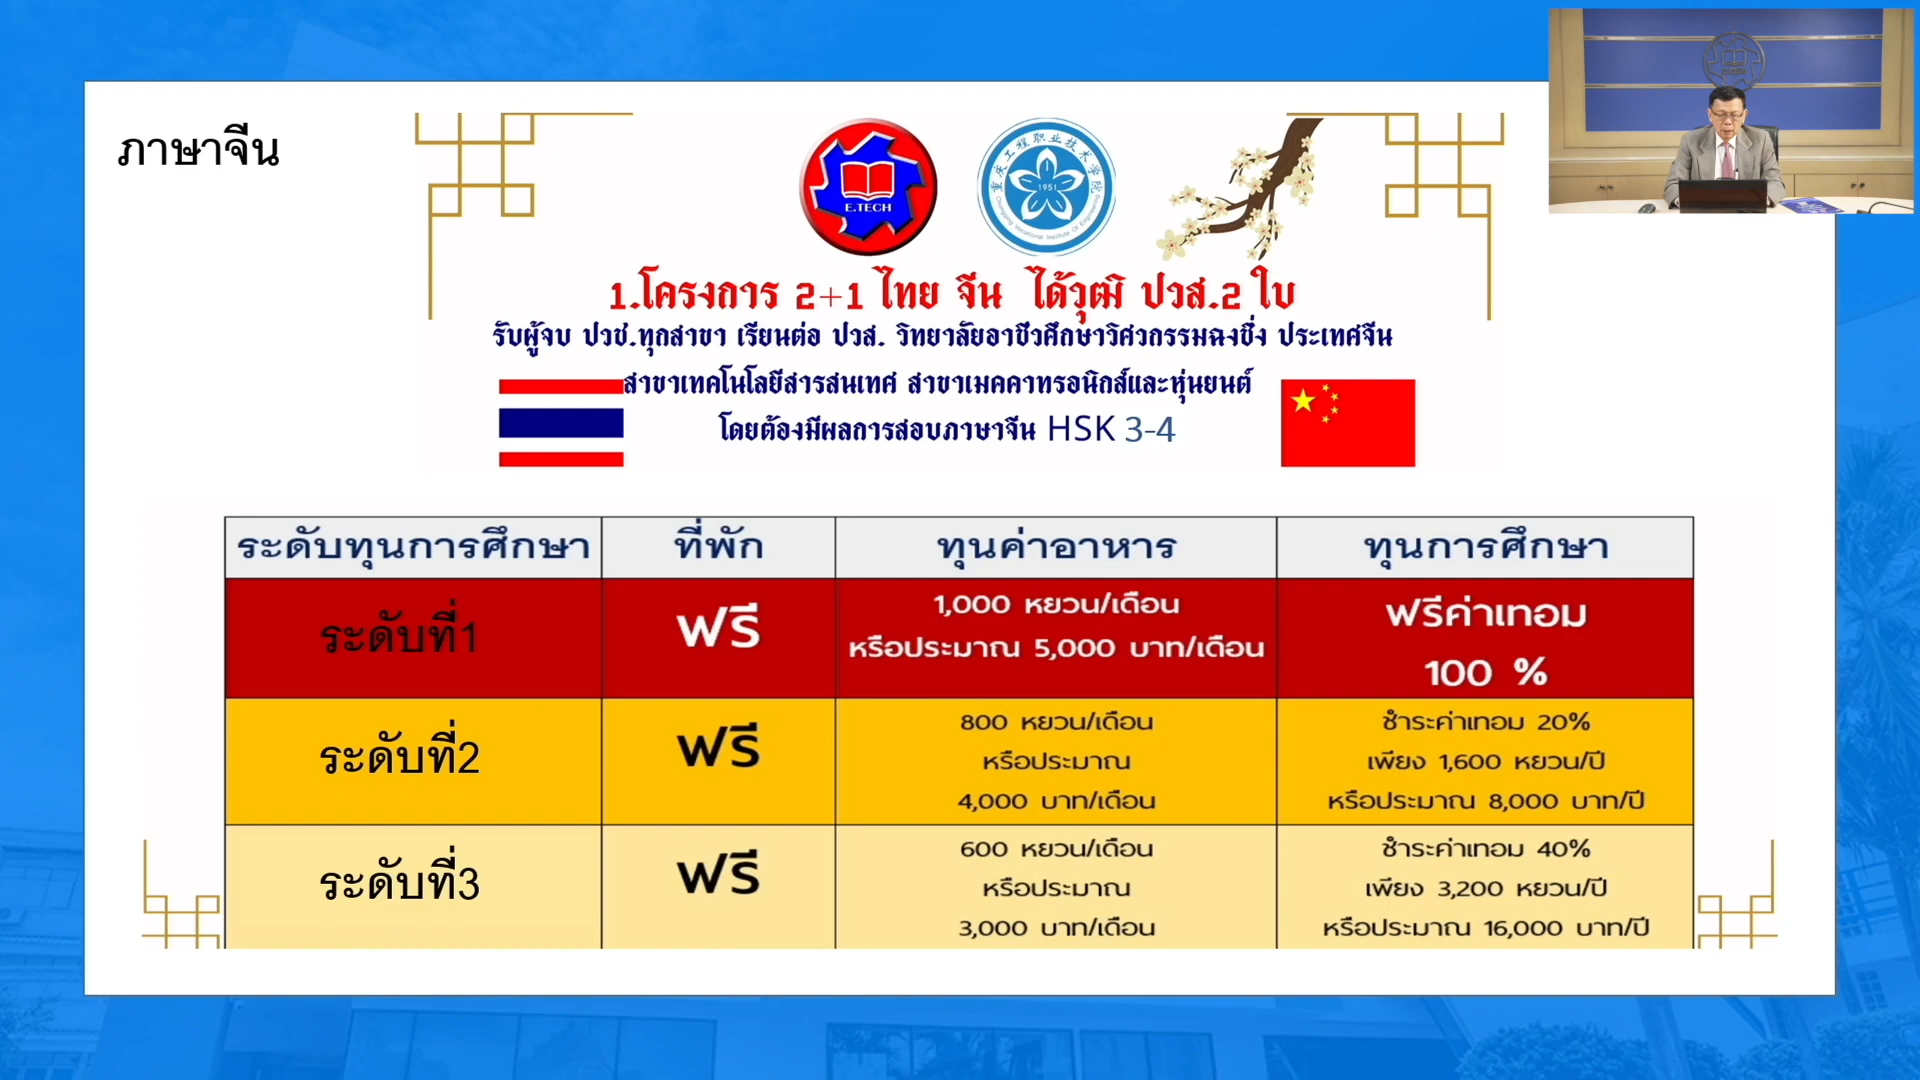 ภาษาจีน
E.TECH
重庆工程职业技术学院
1951
Chongqing Vocational Institute Of Engineering
1.โครงการ 2+1 ไทย จีน ได้วุฒิ ปวส.2 ใบ
รับผู้จบ ปวช.ทุกสาขา เรียนต่อ ปวส. วิทยาลัยอาชีวศึกษาวิศวกรรมฉงชิ่ง ประเทศจีน
สาขาเทคโนโลยีสารสนเทศ สาขาเมคคาทรอนิกส์และหุ่นยนต์
โดยต้องมีผลการสอบภาษาจีน HSK 3-4
ระดับทุนการศึกษา ที่พัก ทุนค่าอาหาร ทุนการศึกษา
ระดับที่1
ฟรี
1,000 หยวน/เดือน
หรือประมาณ 5,000 บาท/เดือน
ฟรีค่าเทอม
100 %
ระดับที่2
ฟรี
800 หยวน/เดือน
หรือประมาณ
4,000 บาท/เดือน
ชำระค่าเทอม 20%
เพียง 1,600 หยวน/ปี
หรือประมาณ 8,000 บาท/ปี
ระดับที่3
ฟรี
600 หยวน/เดือน
หรือประมาณ
3,000 บาท/เดือน
ชำระค่าเทอม 40%
เพียง 3,200 หยวน/ปี
หรือประมาณ 16,000 บาท/ปี